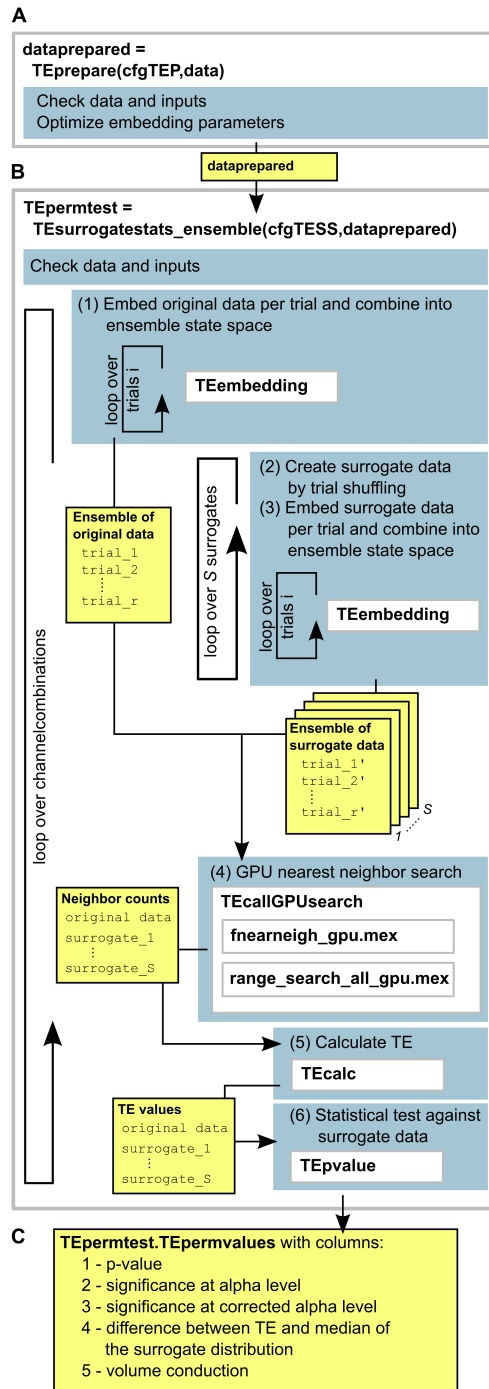 A
dataprepared =
TEprepare(cfgTEP,data)
Check data and inputs
Optimize embedding parameters
dataprepared
B
TEpermtest =
TEsurrogatestats_ensemble(cfgTESS,dataprepared)
Check data and inputs
loop over channelcombinations
(1) Embed original data per trial and combine into
ensemble state space
loop over
trials i
TEembedding
loop over S surrogates
(2) Create surrogate data
by trial shuffling
(3) Embed surrogate data
per trial and combine into
ensemble state space
loop over
trials i
TEembedding
Ensemble of
original data
trial_1
trial_2
trial_r
Ensemble of
surrogate data
trial_1'
trial_2'
trial_r'
1 ...... S
(4) GPU nearest neighbor search
TEcallGPUsearch
fnearneigh_gpu.mex
range_search_all_gpu.mex
Neighbor counts
original data
surrogate_1
surrogate_S
(5) Calculate TE
TEcalc
TE values
original data
surrogate_1
surrogate_S
(6) Statistical test against
surrogate data
TEpvalue
C
TEpermtest.TEpermvalues with columns:
1 - p-value
2 - significance at alpha level
3 - significance at corrected alpha level
4 - difference between TE and median of
the surrogate distribution
5 - volume conduction